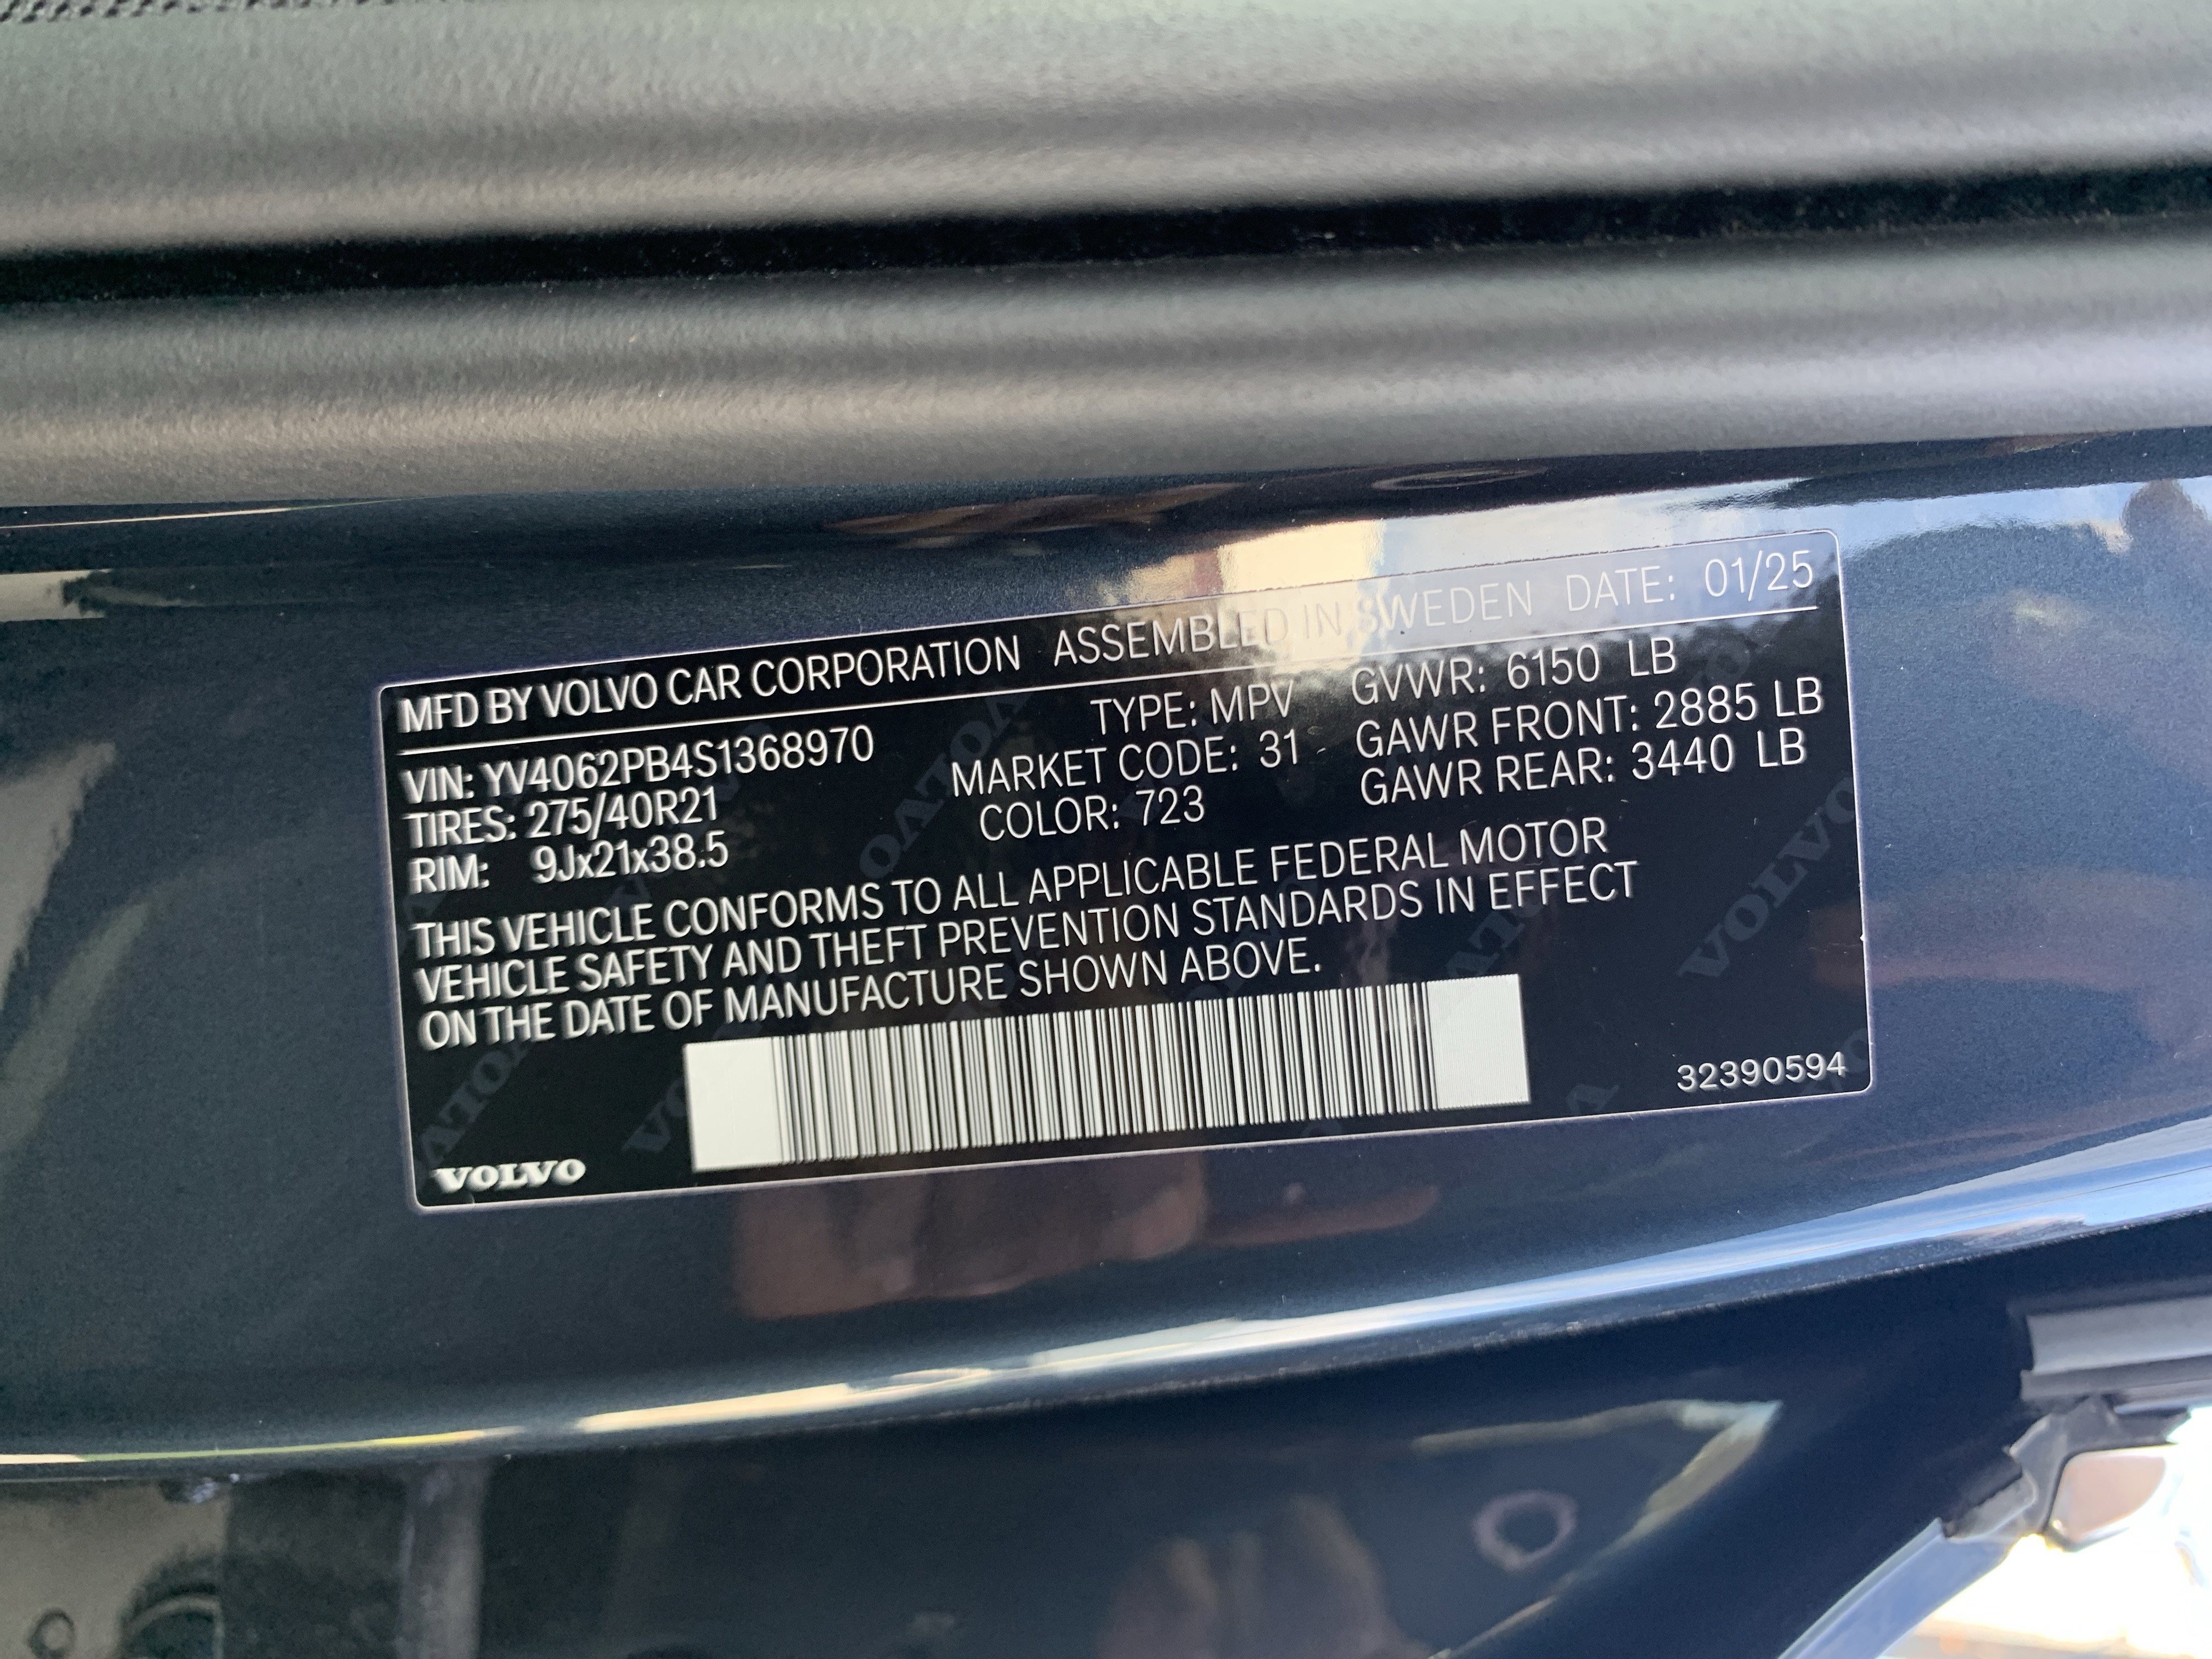 MFD BY VOLVO CAR CORPORATION ASSEMBLED IN SWEDEN DATE: 01/25
VIN: YV4062PB4S1368970 TYPE: MPV GVWR: 6150 LB
TIRES: 275/40R21 MARKET CODE: 31 GAWR FRONT: 2885 LB
RIM: 9Jx21x38.5 COLOR: 723 GAWR REAR: 3440 LB
THIS VEHICLE CONFORMS TO ALL APPLICABLE FEDERAL MOTOR
VEHICLE SAFETY AND THEFT PREVENTION STANDARDS IN EFFECT
ON THE DATE OF MANUFACTURE SHOWN ABOVE.
32390594
VOLVO